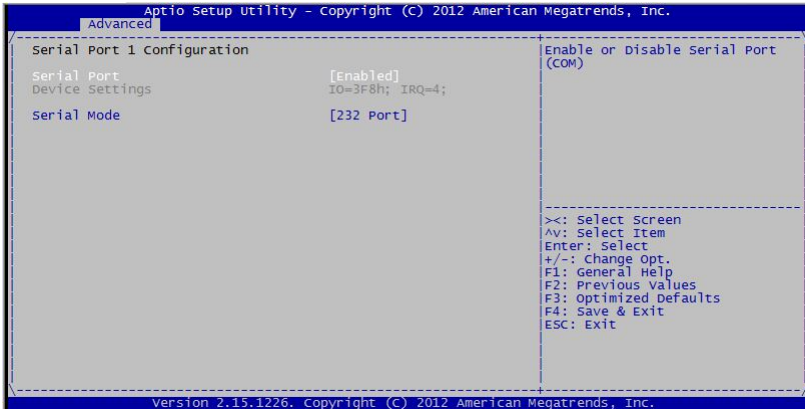 Aptio Setup Utility - Copyright (C) 2012 American Megatrends, Inc.
Advanced
Serial Port 1 Configuration
Serial Port [Enabled]
Device Settings IO=3F8h; IRQ=4;
Serial Mode [232 Port]
Enable or Disable Serial Port
(COM)
><: Select Screen
^v: Select Item
Enter: Select
+/-: Change Opt.
F1: General Help
F2: Previous Values
F3: Optimized Defaults
F4: Save & Exit
ESC: Exit
Version 2.15.1226. Copyright (C) 2012 American Megatrends, Inc.